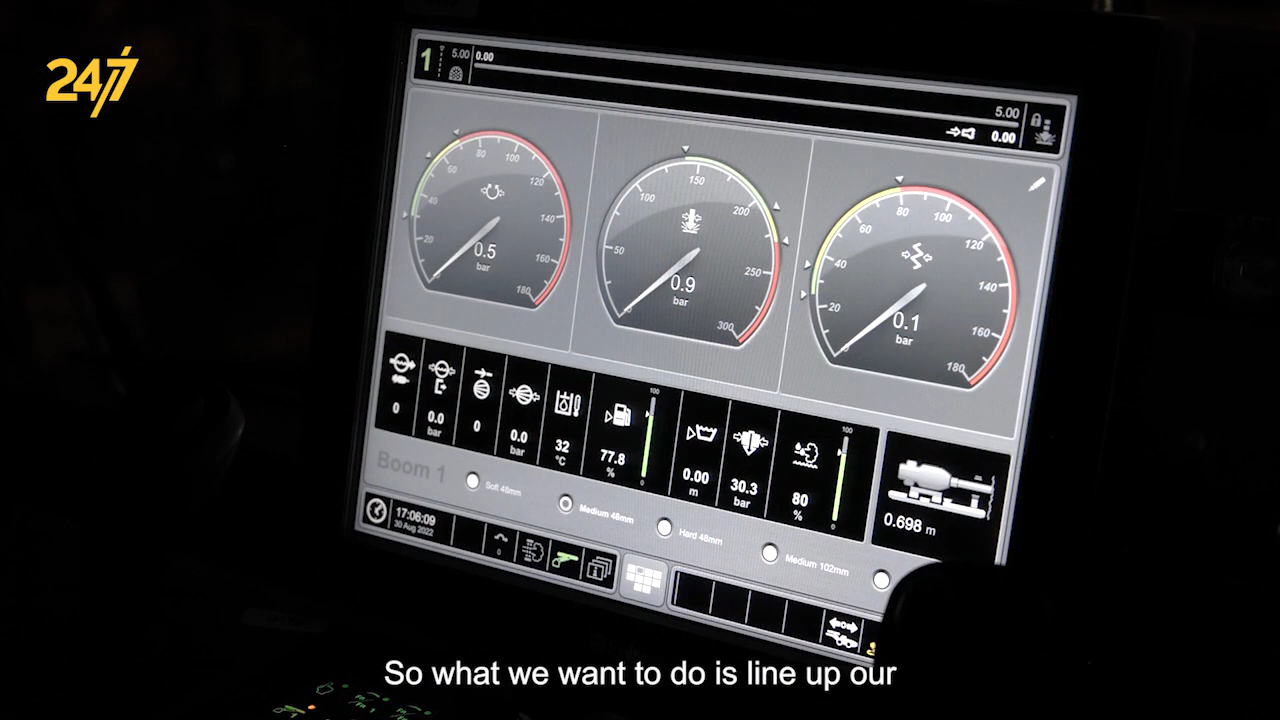 24/7
1 5.00 0.00
5.00
0.00
20 40 60 80 100 120 140 160 180
0.5
bar
0 50 100 150 200 250 300
0.9
bar
0 20 40 60 80 100 120 140 160 180
0.1
bar
0
0.0
bar
0
0.0
bar
32
°C
77.8
%
100
0
0.00
m
30.3
bar
80
%
100
0
0.698 m
Boom 1
Soft 48mm
Medium 48mm
Hard 48mm
Medium 102mm
17:06:09
30 Aug 2022
0
So what we want to do is line up our